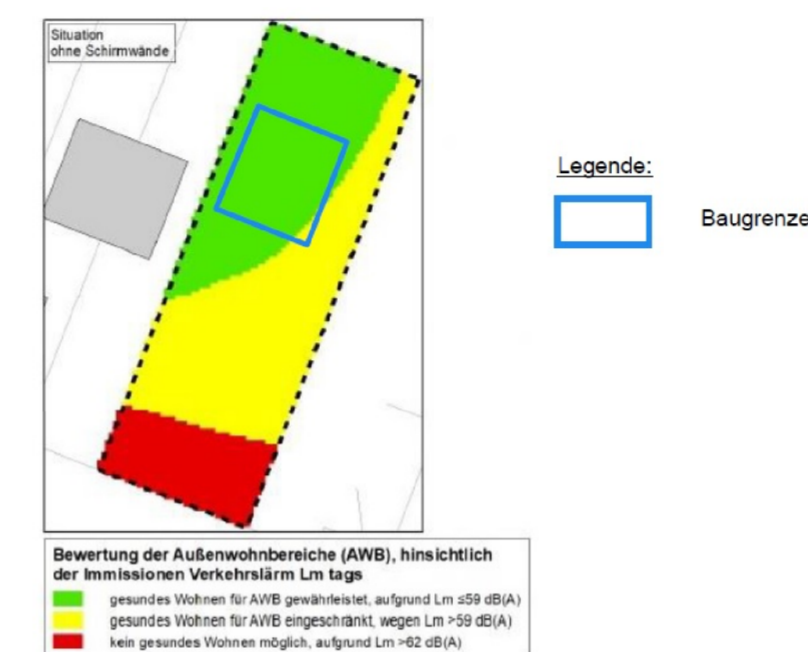 Situation
ohne Schirmwände
Legende:
Baugrenze
Bewertung der Außenwohnbereiche (AWB), hinsichtlich
der Immissionen Verkehrslärm Lm tags
gesundes Wohnen für AWB gewährleistet, aufgrund Lm ≤59 dB(A)
gesundes Wohnen für AWB eingeschränkt, wegen Lm >59 dB(A)
kein gesundes Wohnen möglich, aufgrund Lm >62 dB(A)